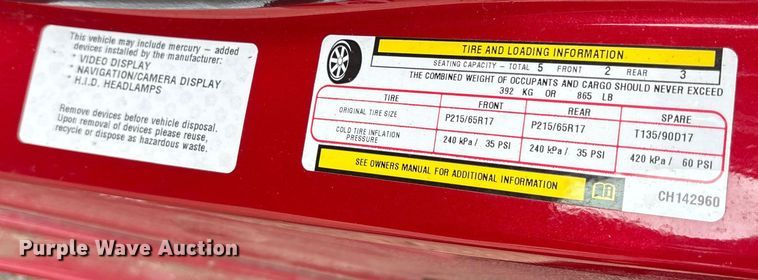 This vehicle may include mercury – added
devices installed by the manufacturer:
* VIDEO DISPLAY
* NAVIGATION/CAMERA DISPLAY
* H.I.D. HEADLAMPS
Remove devices before vehicle disposal.
Upon removal of devices please reuse,
recycle or dispose as hazardous waste.
TIRE AND LOADING INFORMATION
SEATING CAPACITY – TOTAL 5 FRONT 2 REAR 3
THE COMBINED WEIGHT OF OCCUPANTS AND CARGO SHOULD NEVER EXCEED
392 KG OR 865 LB
TIRE FRONT REAR SPARE
ORIGINAL TIRE SIZE P215/65R17 P215/65R17 T135/90D17
COLD TIRE INFLATION PRESSURE 240 kPa / 35 PSI 240 kPa / 35 PSI 420 kPa / 60 PSI
SEE OWNERS MANUAL FOR ADDITIONAL INFORMATION
CH142960
Purple Wave Auction